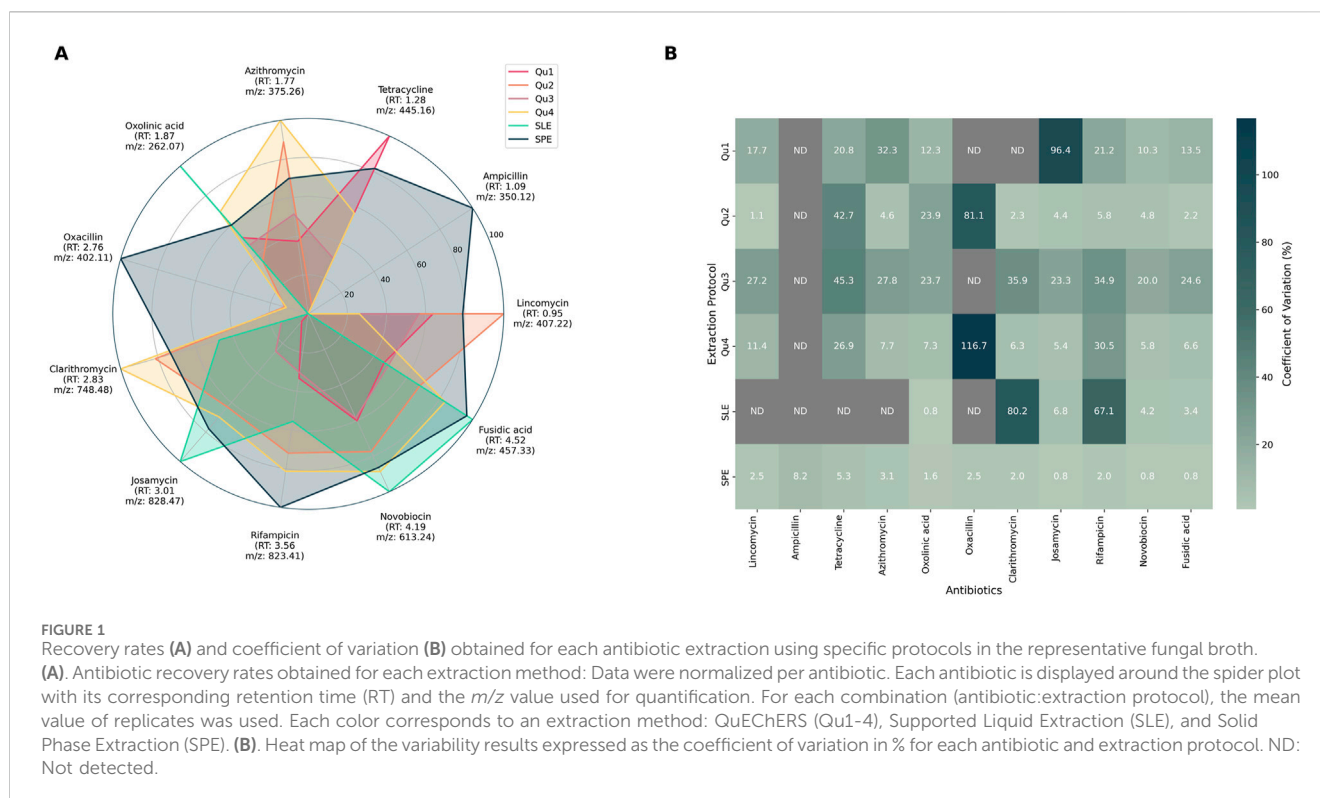 A
Azithromycin
(RT: 1.77
m/z: 375.26)
Tetracycline
(RT: 1.28
m/z: 445.16)
Qu1
Qu2
Qu3
Qu4
SLE
SPE
Oxolinic acid
(RT: 1.87
262.07)
Ampicillin
(RT: 1.09
m/z: 350.12)
Oxacillin
(RT: 2.76
m/z: 402.11)
100
80
60
40
20
Lincomycin
(RT: 0.95
m/z: 407.22)
Clarithromycin
(RT: 2.83
m/z: 748.48)
Fusidic acid
(RT: 4.52
m/z: 457.33)
Josamycin
(RT: 3.01
m/z: 828.47)
Rifampicin
(RT: 3.56
m/z: 823.41)
Novobiocin
(RT: 4.19
m/z: 613.24)
B
Extraction Protocol
Qu1 17.7 ND 20.8 32.3 12.3 ND ND 96.4 21.2 10.3 13.5
Qu2 1.1 ND 42.7 4.6 23.9 81.1 2.3 4.4 5.8 4.8 2.2
Qu3 27.2 ND 45.3 27.8 23.7 ND 35.9 23.3 34.9 20.0 24.6
Qu4 11.4 ND 26.9 7.7 7.3 116.7 6.3 5.4 30.5 5.8 6.6
SLE ND ND ND ND 0.8 ND 80.2 6.8 67.1 4.2 3.4
SPE 2.5 8.2 5.3 3.1 1.6 2.5 2.0 0.8 2.0 0.8 0.8
Lincomycin
Ampicillin
Tetracycline
Azithromycin
Oxolinic acid
Oxacillin
Clarithromycin
Josamycin
Rifampicin
Novobiocin
Fusidic acid
Antibiotics
100
80
60
40
20
Coefficient of Variation (%)
FIGURE 1
Recovery rates (A) and coefficient of variation (B) obtained for each antibiotic extraction using specific protocols in the representative fungal broth.
(A). Antibiotic recovery rates obtained for each extraction method: Data were normalized per antibiotic. Each antibiotic is displayed around the spider plot
with its corresponding retention time (RT) and the m/z value used for quantification. For each combination (antibiotic:extraction protocol), the mean
value of replicates was used. Each color corresponds to an extraction method: QuEChERS (Qu1-4), Supported Liquid Extraction (SLE), and Solid
Phase Extraction (SPE). (B). Heat map of the variability results expressed as the coefficient of variation in % for each antibiotic and extraction protocol. ND:
Not detected.